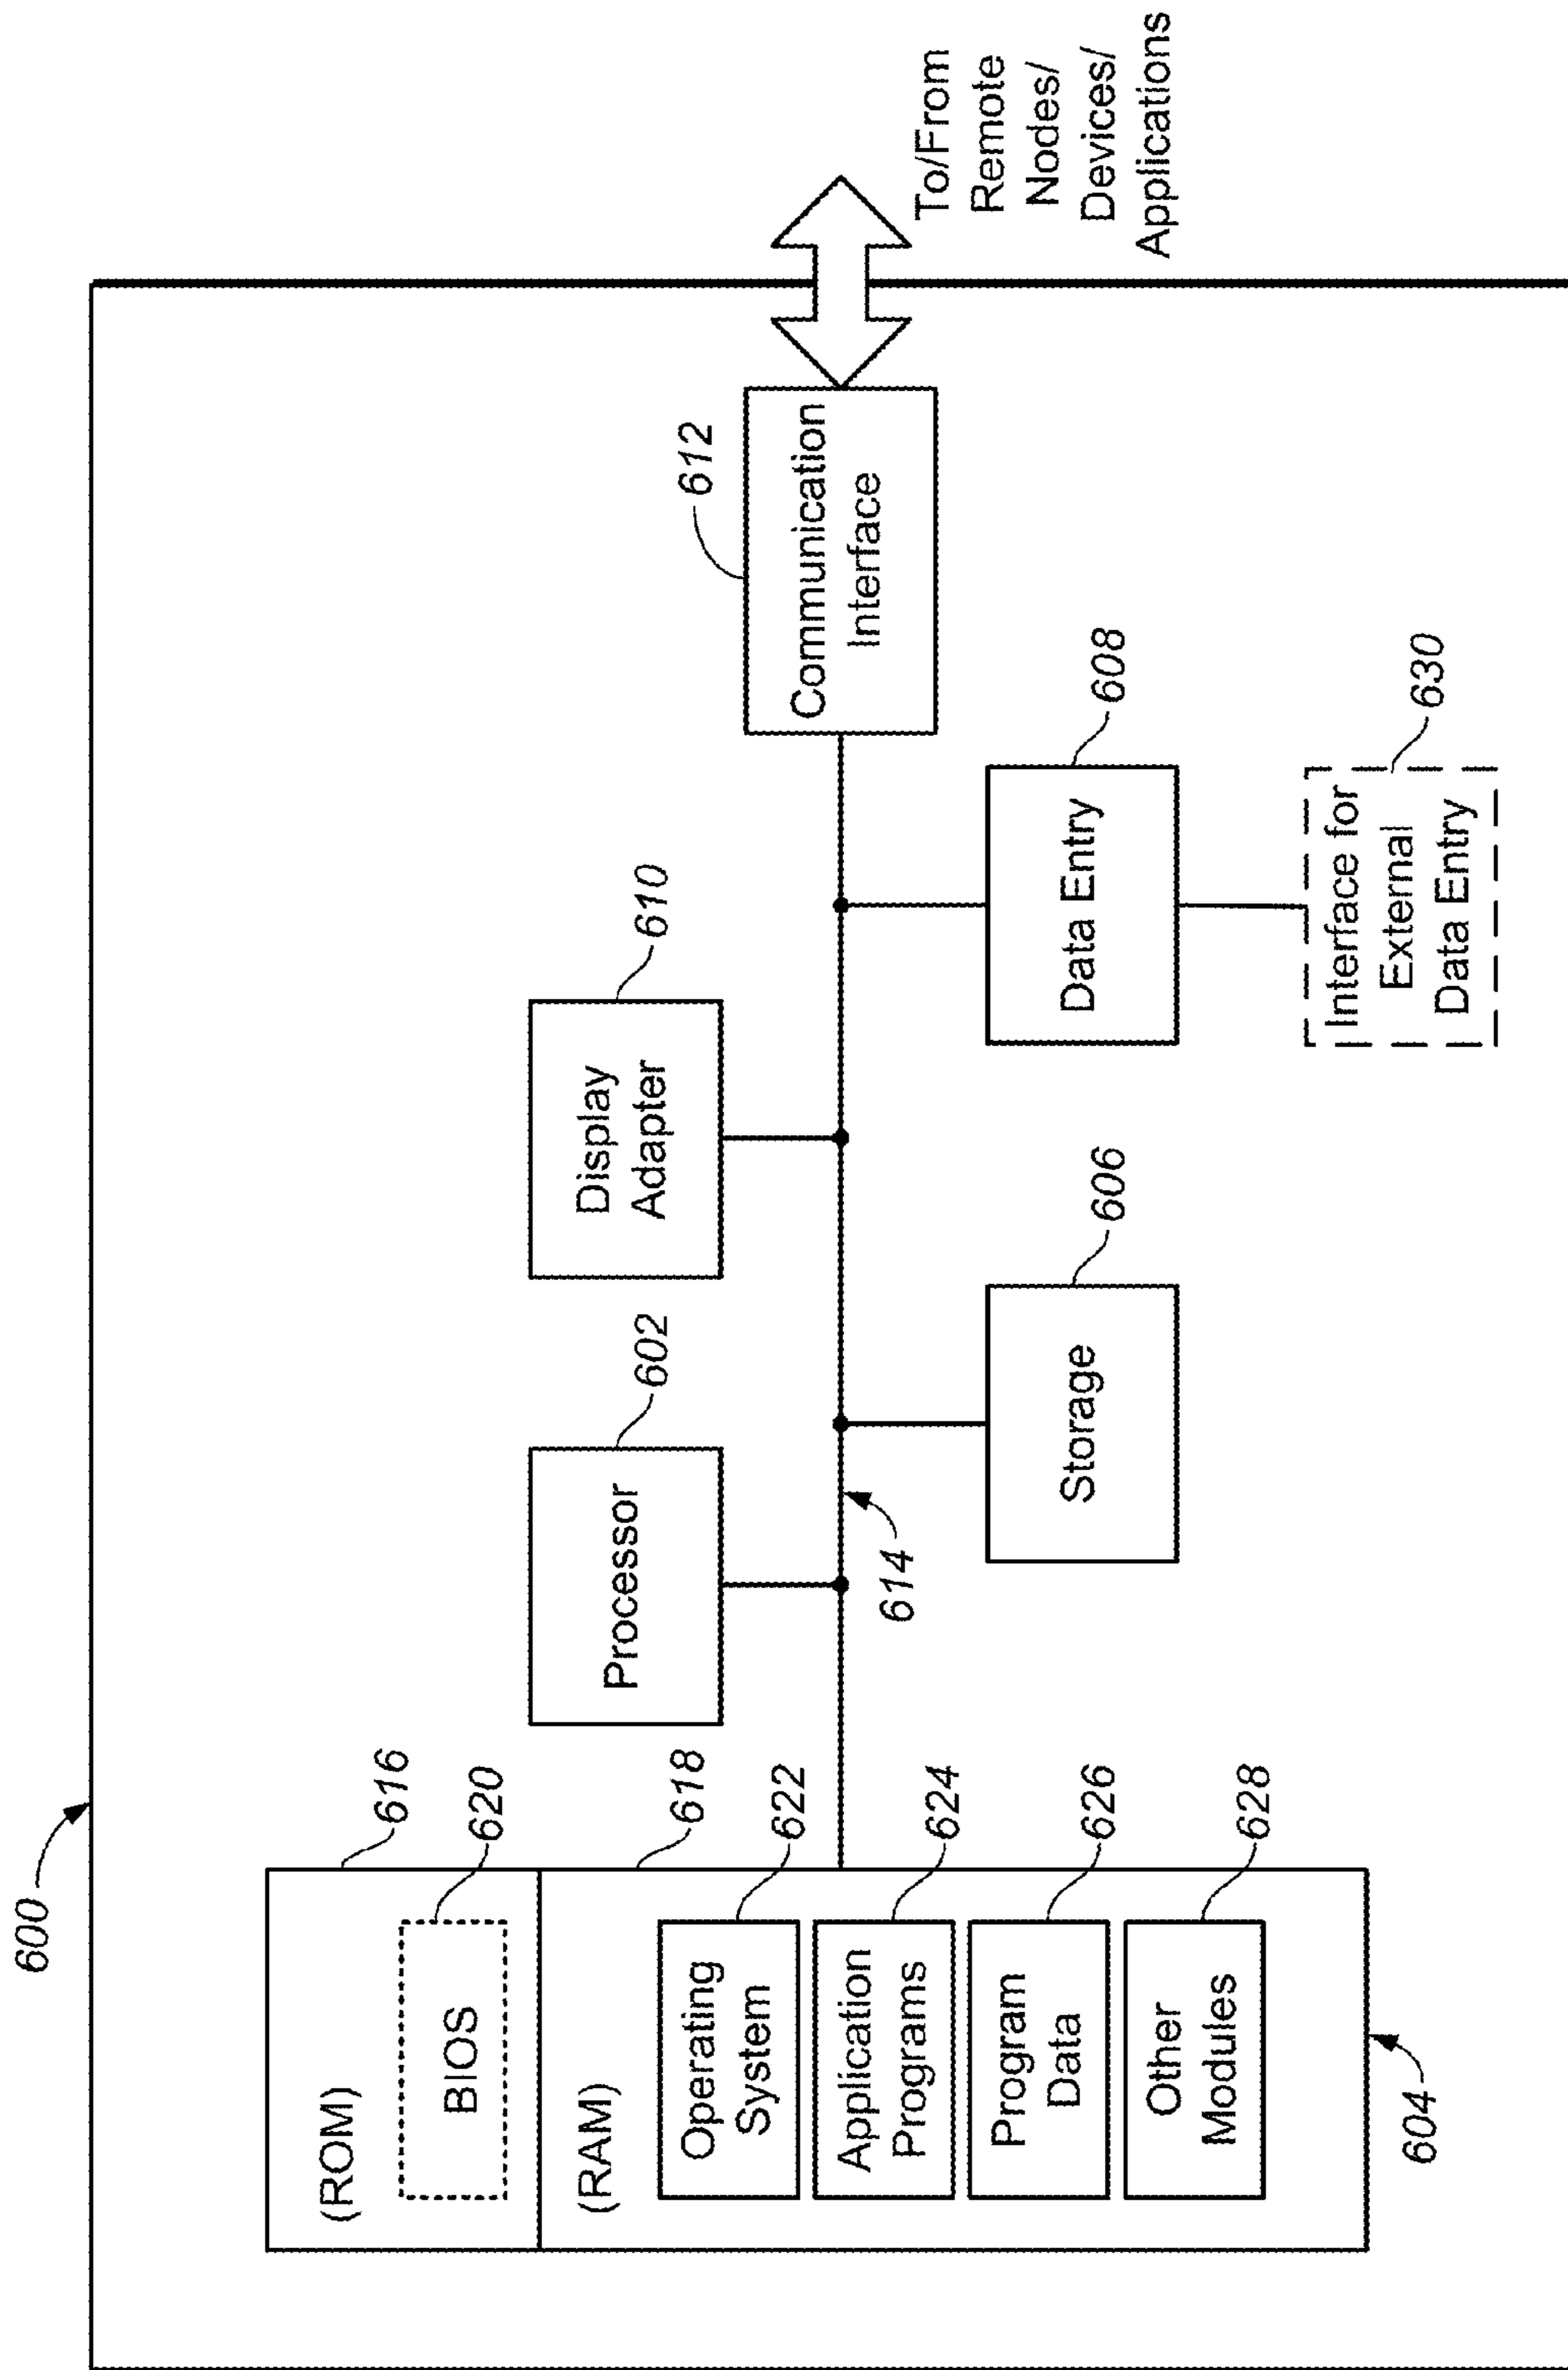 600
(ROM)
616
BIOS
620
(RAM)
618
Operating
System
622
Application
Programs
624
Program
Data
626
Other
Modules
628
604
Processor
602
614
Storage
606
Display
Adapter
610
Data Entry
608
Interface for
External
Data Entry
630
Communication
Interface
612
To/From
Remote
Nodes/
Devices/
Applications